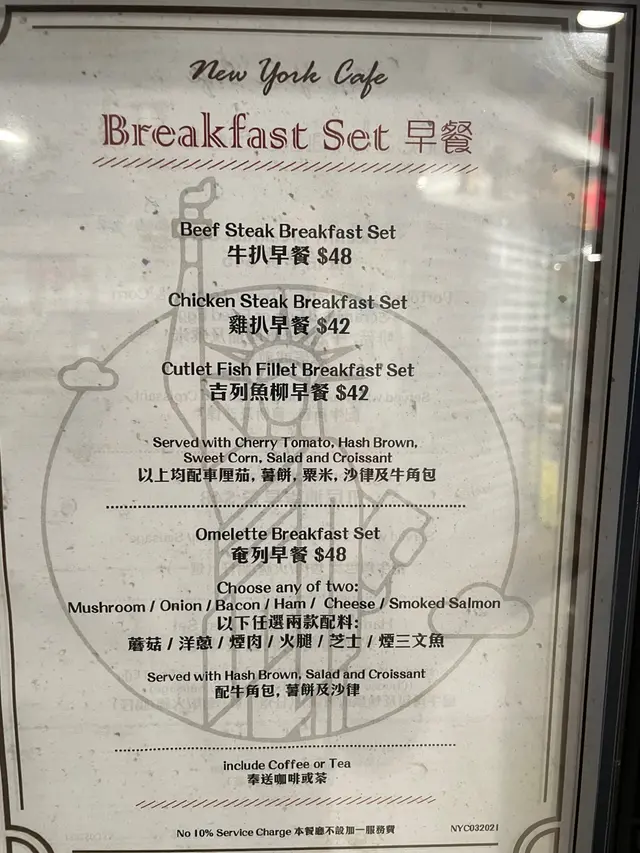 New York Cafe
Breakfast Set 早餐
Beef Steak Breakfast Set
牛扒早餐 $48
Chicken Steak Breakfast Set
雞扒早餐 $42
Cutlet Fish Fillet Breakfast Set
吉列魚柳早餐 $42
Served with Cherry Tomato, Hash Brown,
Sweet Corn, Salad and Croissant
以上均配車厘茄, 薯餅, 粟米, 沙律及牛角包
Omelette Breakfast Set
奄列早餐 $48
Choose any of two:
Mushroom / Onion / Bacon / Ham / Cheese / Smoked Salmon
以下任選兩款配料:
蘑菇 / 洋蔥 / 煙肉 / 火腿 / 芝士 / 煙三文魚
Served with Hash Brown, Salad and Croissant
配牛角包, 薯餅及沙律
include Coffee or Tea
奉送咖啡或茶
No 10% Service Charge 本餐廳不設加一服務費
NYC032021